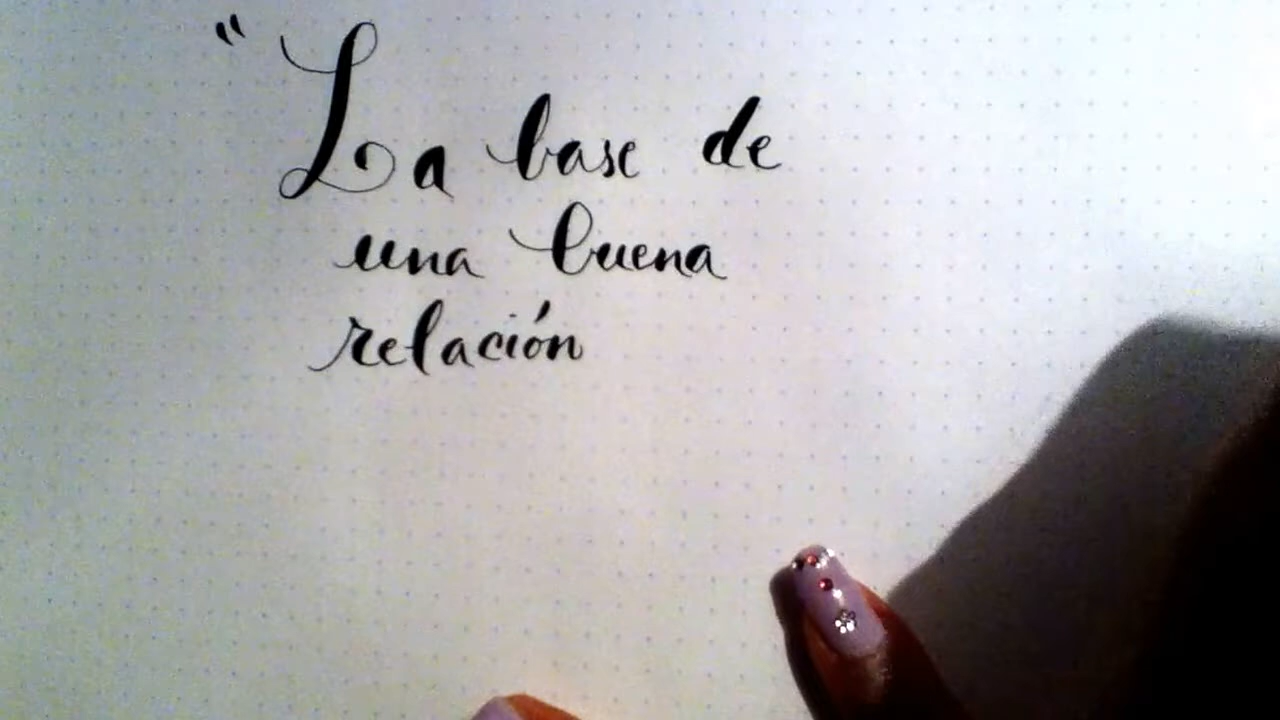 “La base de
una buena
relación